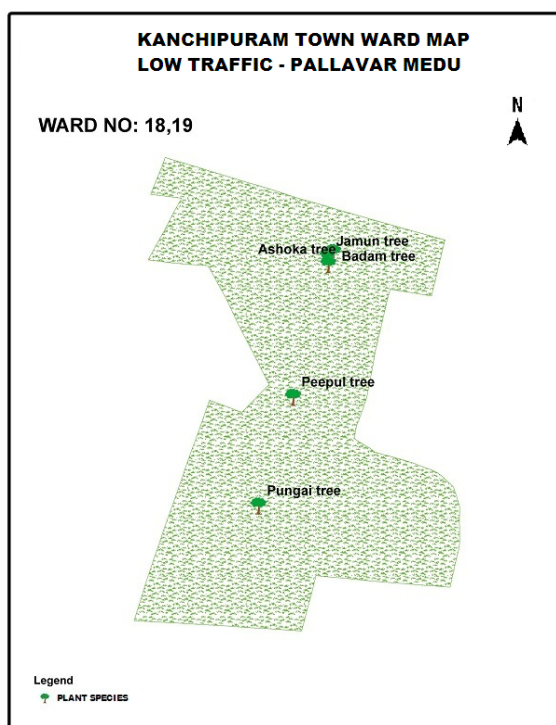 KANCHIPURAM TOWN WARD MAP
LOW TRAFFIC - PALLAVAR MEDU
N
WARD NO: 18,19
Jamun tree
Ashoka tree
Badam tree
Peepul tree
Pungai tree
Legend
PLANT SPECIES